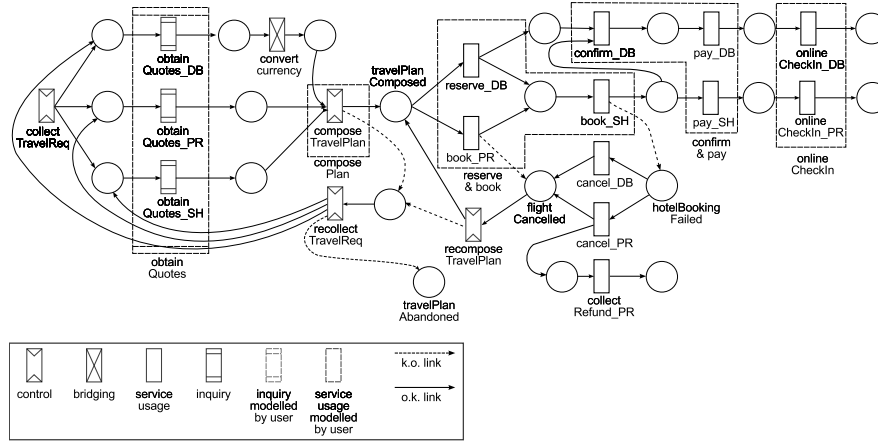 collect
TravelReq
obtain
Quotes_DB
obtain
Quotes_PR
obtain
Quotes_SH
obtain
Quotes
convert
currency
compose
TravelPlan
compose
Plan
travelPlan
Composed
reserve_DB
book_PR
reserve
& book
book_SH
confirm_DB
pay_DB
pay_SH
confirm
& pay
online
CheckIn_DB
online
CheckIn_PR
online
CheckIn
recollect
TravelReq
travelPlan
Abandoned
recompose
TravelPlan
flight
Cancelled
cancel_DB
cancel_PR
hotelBooking
Failed
collect
Refund_PR
control
bridging
service
usage
inquiry
inquiry
modelled
by user
service
usage
modelled
by user
k.o. link
o.k. link